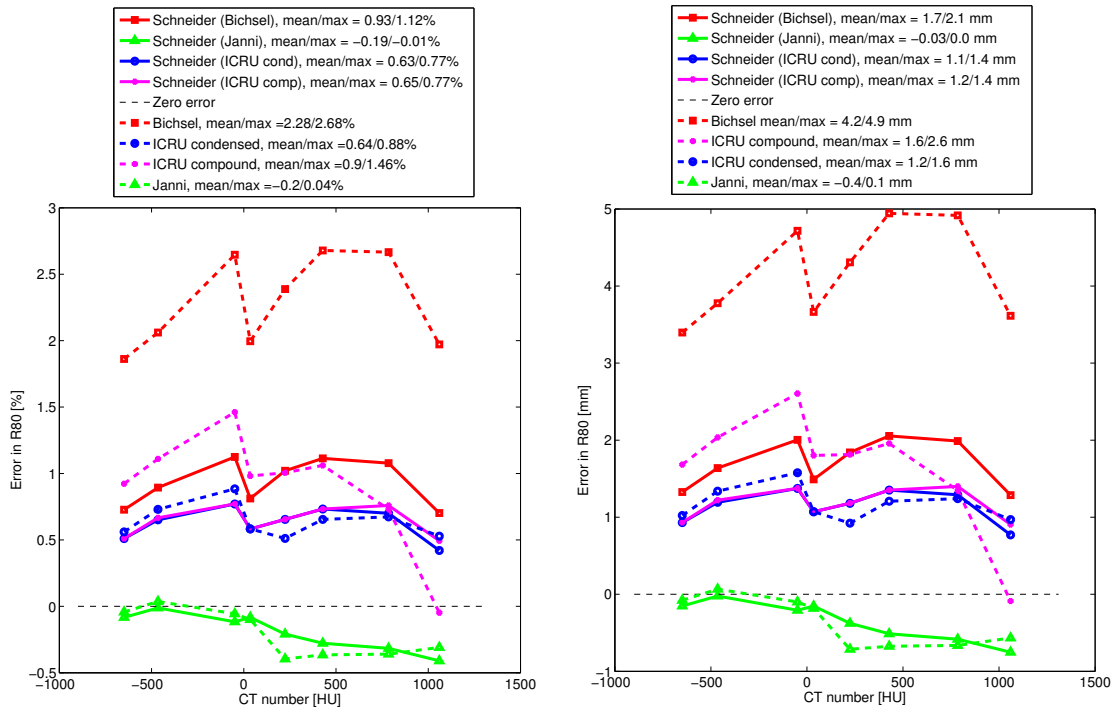 Schneider (Bichsel), mean/max = 0.93/1.12%
Schneider (Janni), mean/max = −0.19/−0.01%
Schneider (ICRU cond), mean/max = 0.63/0.77%
Schneider (ICRU comp), mean/max = 0.65/0.77%
Zero error
Bichsel, mean/max =2.28/2.68%
ICRU condensed, mean/max =0.64/0.88%
ICRU compound, mean/max =0.9/1.46%
Janni, mean/max =−0.2/0.04%
3
2.5
2
1.5
1
0.5
0
−0.5
Error in R80 [%]
−1000
−500
0
500
1000
1500
CT number [HU]
Schneider (Bichsel), mean/max = 1.7/2.1 mm
Schneider (Janni), mean/max = −0.03/0.0 mm
Schneider (ICRU cond), mean/max = 1.1/1.4 mm
Schneider (ICRU comp), mean/max = 1.2/1.4 mm
Zero error
Bichsel mean/max = 4.2/4.9 mm
ICRU compound, mean/max = 1.6/2.6 mm
ICRU condensed, mean/max = 1.2/1.6 mm
Janni, mean/max = −0.4/0.1 mm
5
4
3
2
1
0
−1
Error in R80 [mm]
−1000
−500
0
500
1000
1500
CT number [HU]